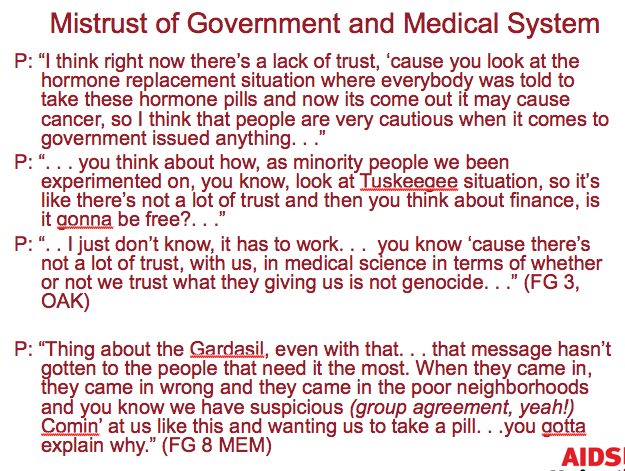 Mistrust of Government and Medical System
P: “I think right now there’s a lack of trust, ‘cause you look at the
hormone replacement situation where everybody was told to
take these hormone pills and now its come out it may cause
cancer, so I think that people are very cautious when it comes to
government issued anything. . .”
P: “. . . you think about how, as minority people we been
experimented on, you know, look at Tuskeegee situation, so it’s
like there’s not a lot of trust and then you think about finance, is
it gonna be free?. . .”
P: “. . I just don’t know, it has to work. . . you know ‘cause there’s
not a lot of trust, with us, in medical science in terms of whether
or not we trust what they giving us is not genocide. . .” (FG 3,
OAK)
P: “Thing about the Gardasil, even with that. . . that message hasn’t
gotten to the people that need it the most. When they came in,
they came in wrong and they came in the poor neighborhoods
and you know we have suspicious (group agreement, yeah!)
Comin’ at us like this and wanting us to take a pill. . .you gotta
explain why.” (FG 8 MEM)
AIDS